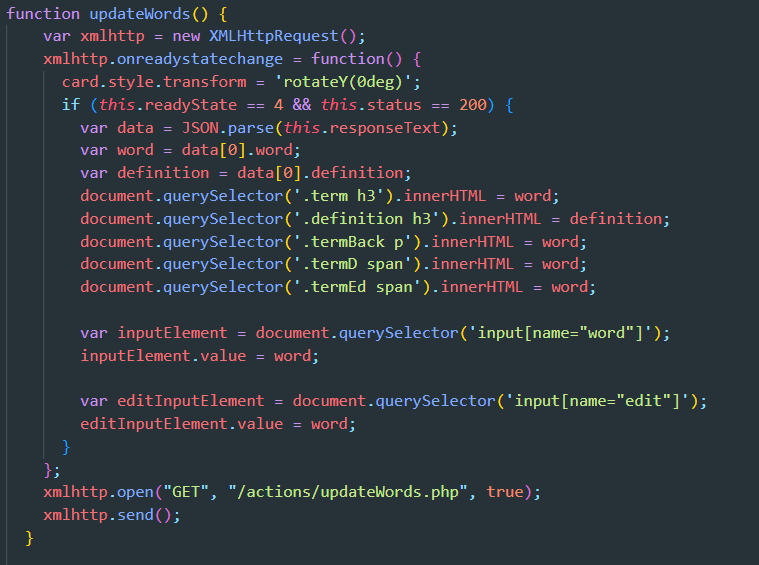 function updateWords() {
var xmlhttp = new XMLHttpRequest();
xmlhttp.onreadystatechange = function() {
card.style.transform = 'rotateY(0deg)';
if (this.readyState == 4 && this.status == 200) {
var data = JSON.parse(this.responseText);
var word = data[0].word;
var definition = data[0].definition;
document.querySelector('.term h3').innerHTML = word;
document.querySelector('.definition h3').innerHTML = definition;
document.querySelector('.termBack p').innerHTML = word;
document.querySelector('.termD span').innerHTML = word;
document.querySelector('.termEd span').innerHTML = word;
var inputElement = document.querySelector('input[name="word"]');
inputElement.value = word;
var editInputElement = document.querySelector('input[name="edit"]');
editInputElement.value = word;
}
};
xmlhttp.open("GET", "/actions/updateWords.php", true);
xmlhttp.send();
}